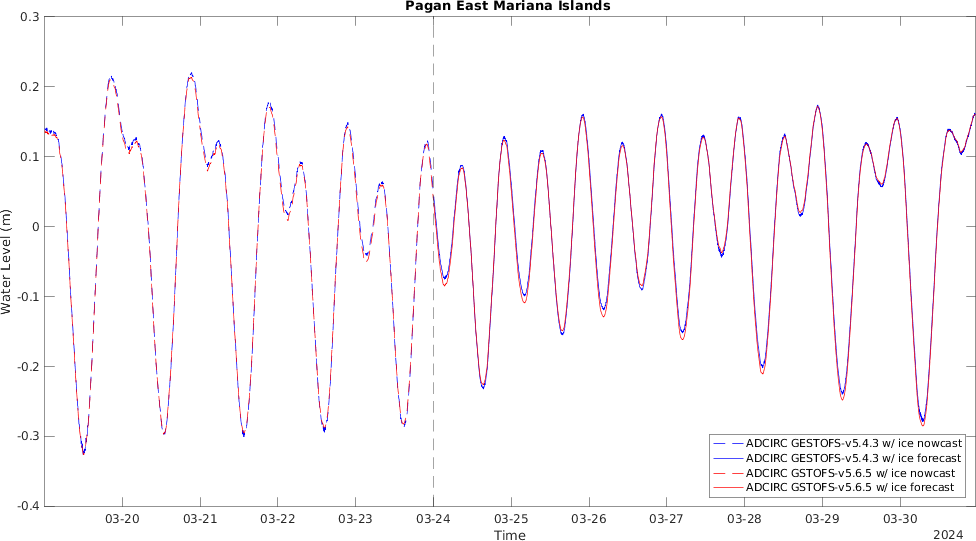 Pagan East Mariana Islands
Water Level (m)
0.3
0.2
0.1
0
-0.1
-0.2
-0.3
-0.4
03-20 03-21 03-22 03-23 03-24 03-25 03-26 03-27 03-28 03-29 03-30
Time
2024
ADCIRC GESTOFS-v5.4.3 w/ ice nowcast
ADCIRC GESTOFS-v5.4.3 w/ ice forecast
ADCIRC GSTOFS-v5.6.5 w/ ice nowcast
ADCIRC GSTOFS-v5.6.5 w/ ice forecast